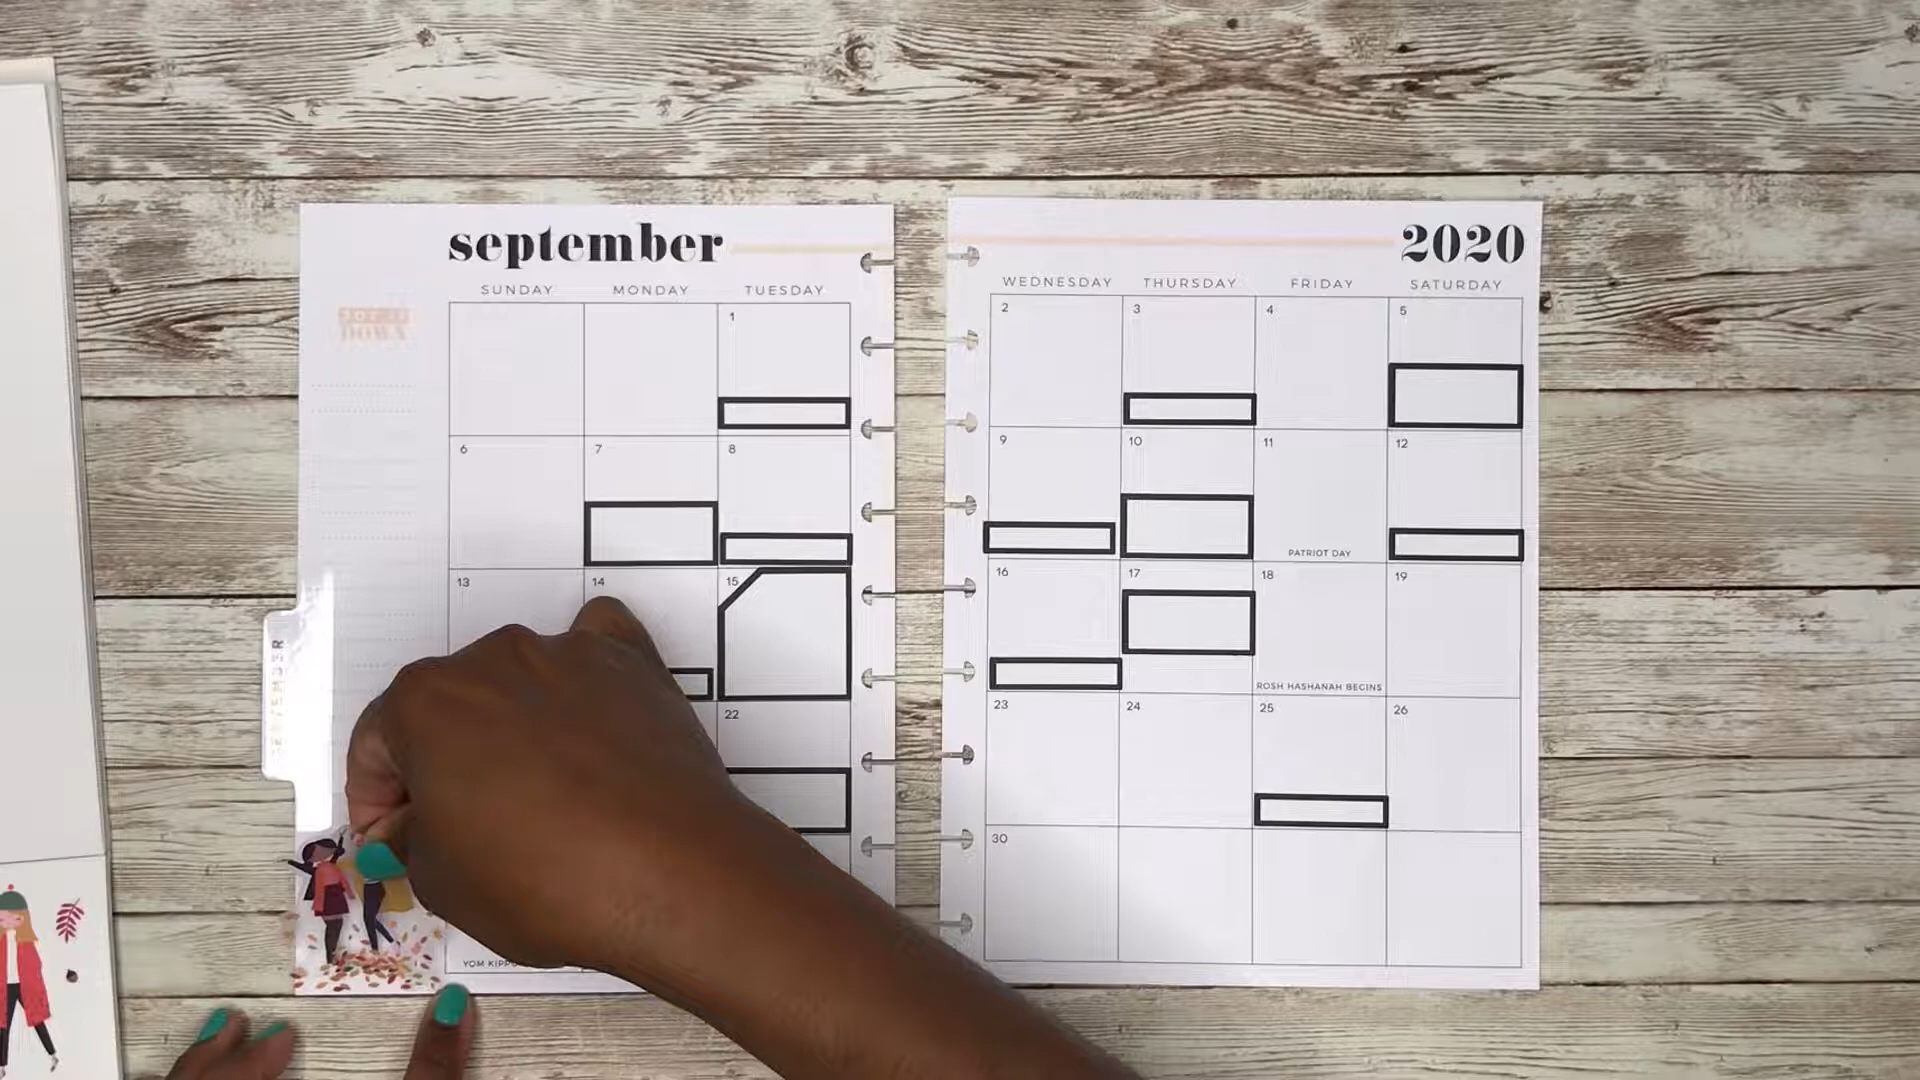 september
2020
SUNDAY MONDAY TUESDAY
WEDNESDAY THURSDAY FRIDAY SATURDAY
1
2 3 4 5
6 7 8
9 10 11 12
PATRIOT DAY
13 14 15
16 17 18 19
ROSH HASHANAH BEGINS
22
23 24 25 26
30
SEPTEMBER
YOM